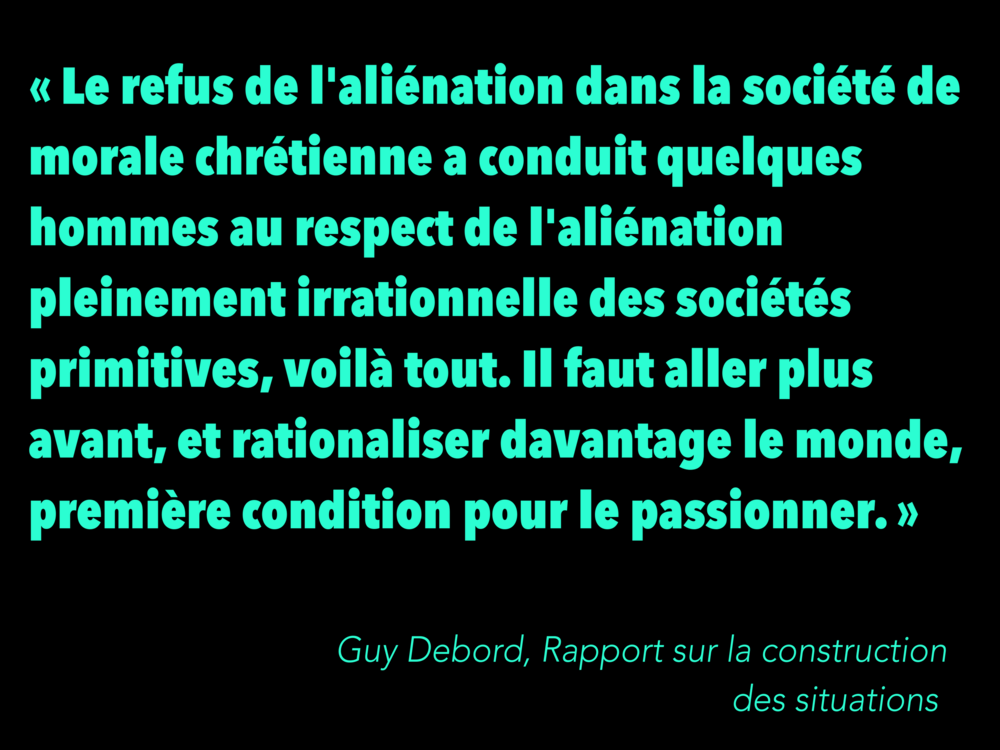 « Le refus de l'aliénation dans la société de
morale chrétienne a conduit quelques
hommes au respect de l'aliénation
pleinement irrationnelle des sociétés
primitives, voilà tout. Il faut aller plus
avant, et rationaliser davantage le monde,
première condition pour le passionner. »
Guy Debord, Rapport sur la construction
des situations